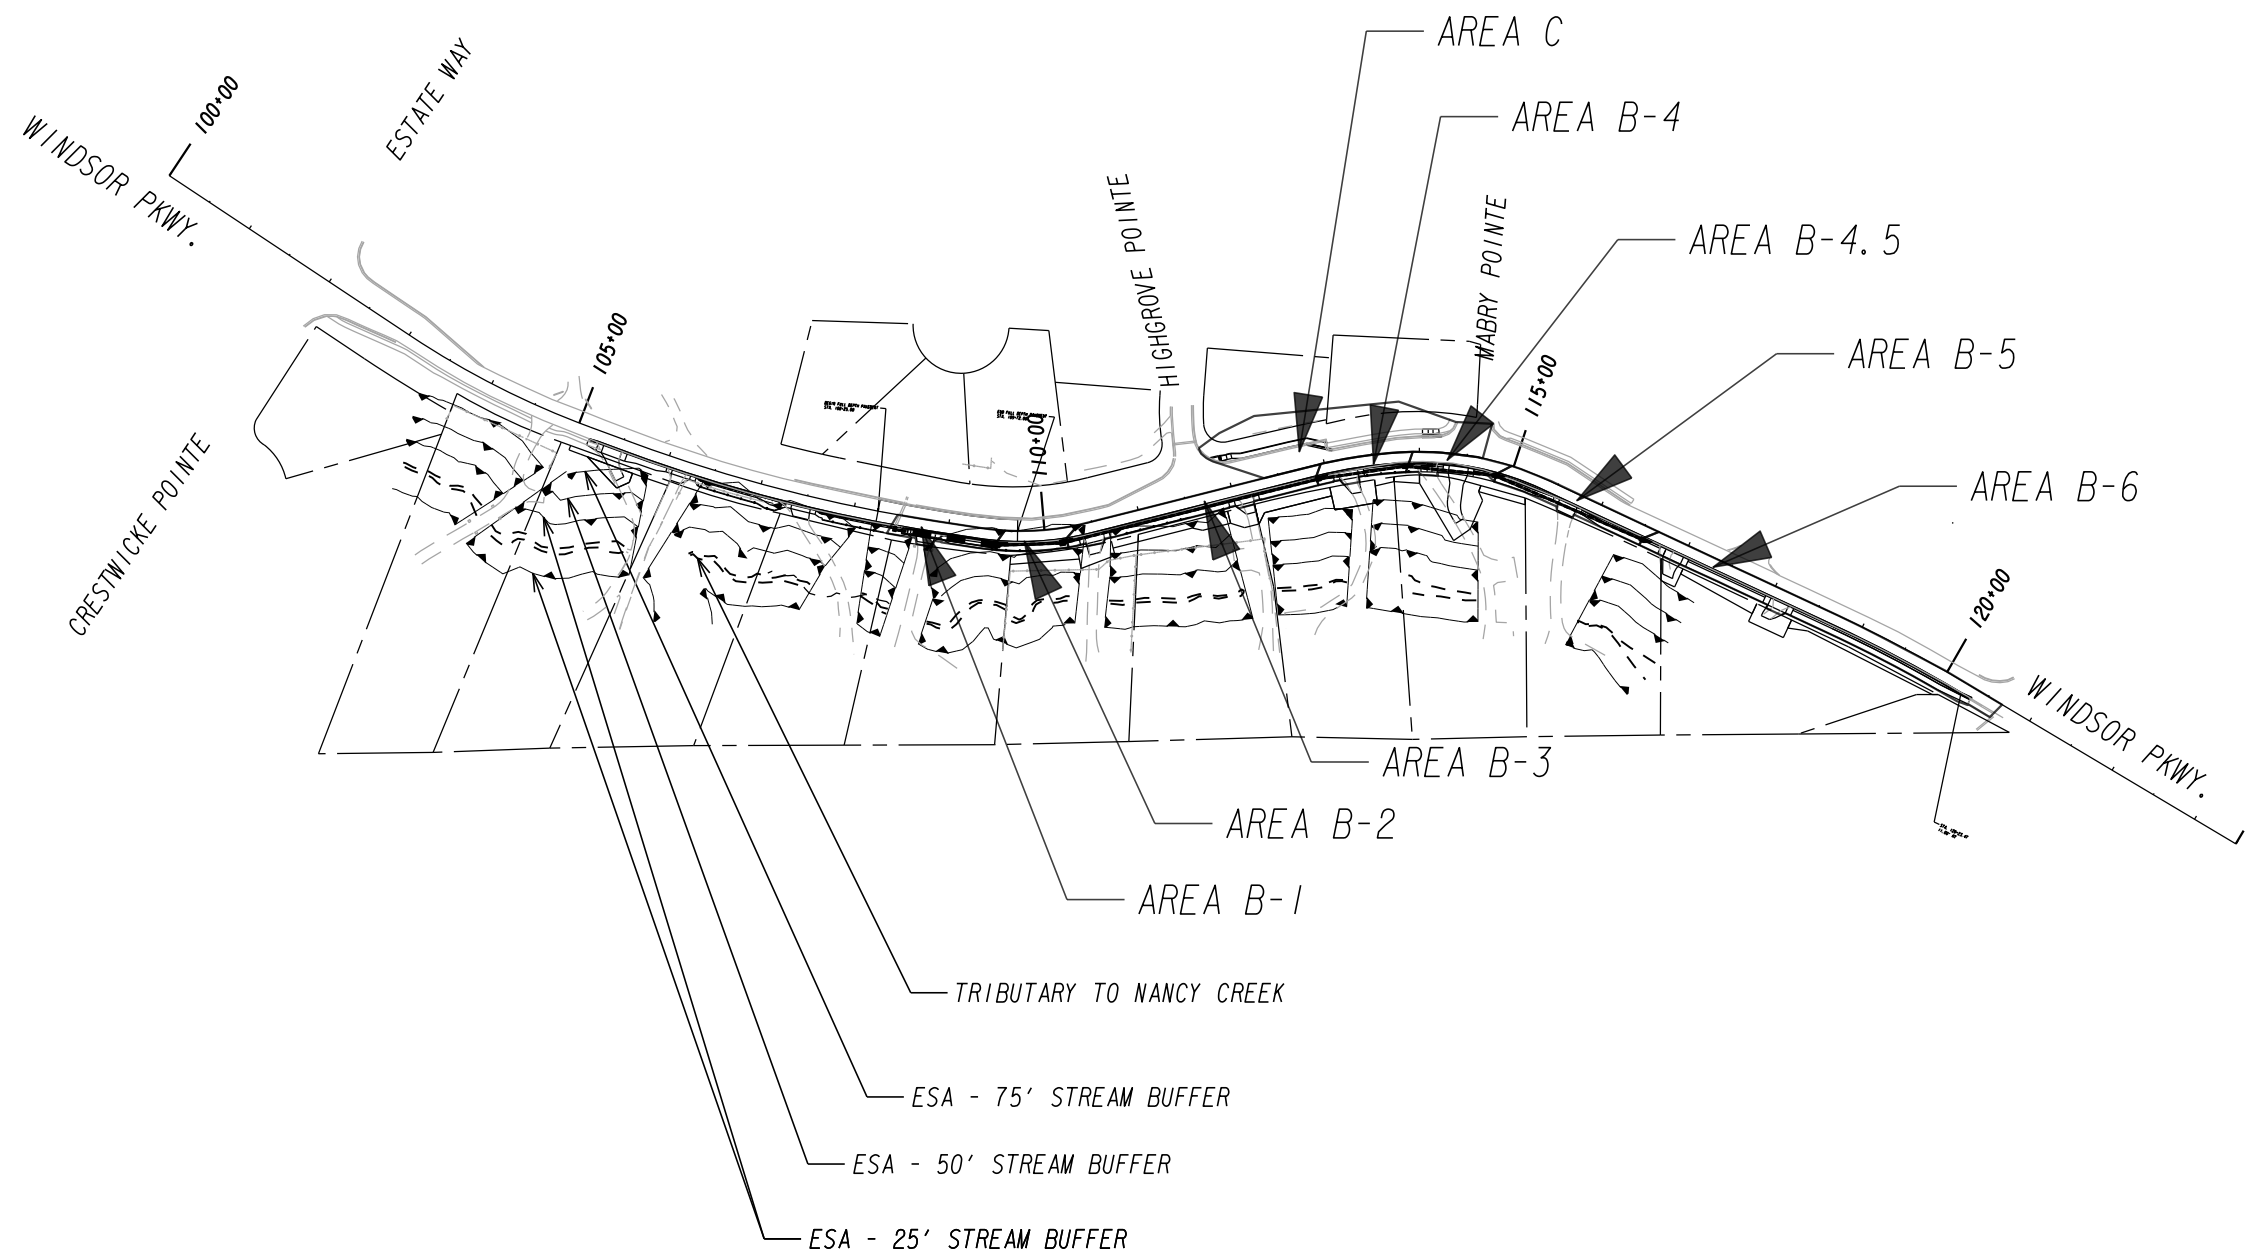 AREA C
ESTATE WAY
100+00
AREA B-4
WINDSOR PKWY.
HIGHGROVE POINTE
MABRY POINTE
AREA B-4.5
105+00
AREA B-5
115+00
110+00
CRESTWICKE POINTE
AREA B-6
120+00
WINDSOR PKWY.
AREA B-3
AREA B-2
AREA B-1
TRIBUTARY TO NANCY CREEK
ESA - 75' STREAM BUFFER
ESA - 50' STREAM BUFFER
ESA - 25' STREAM BUFFER